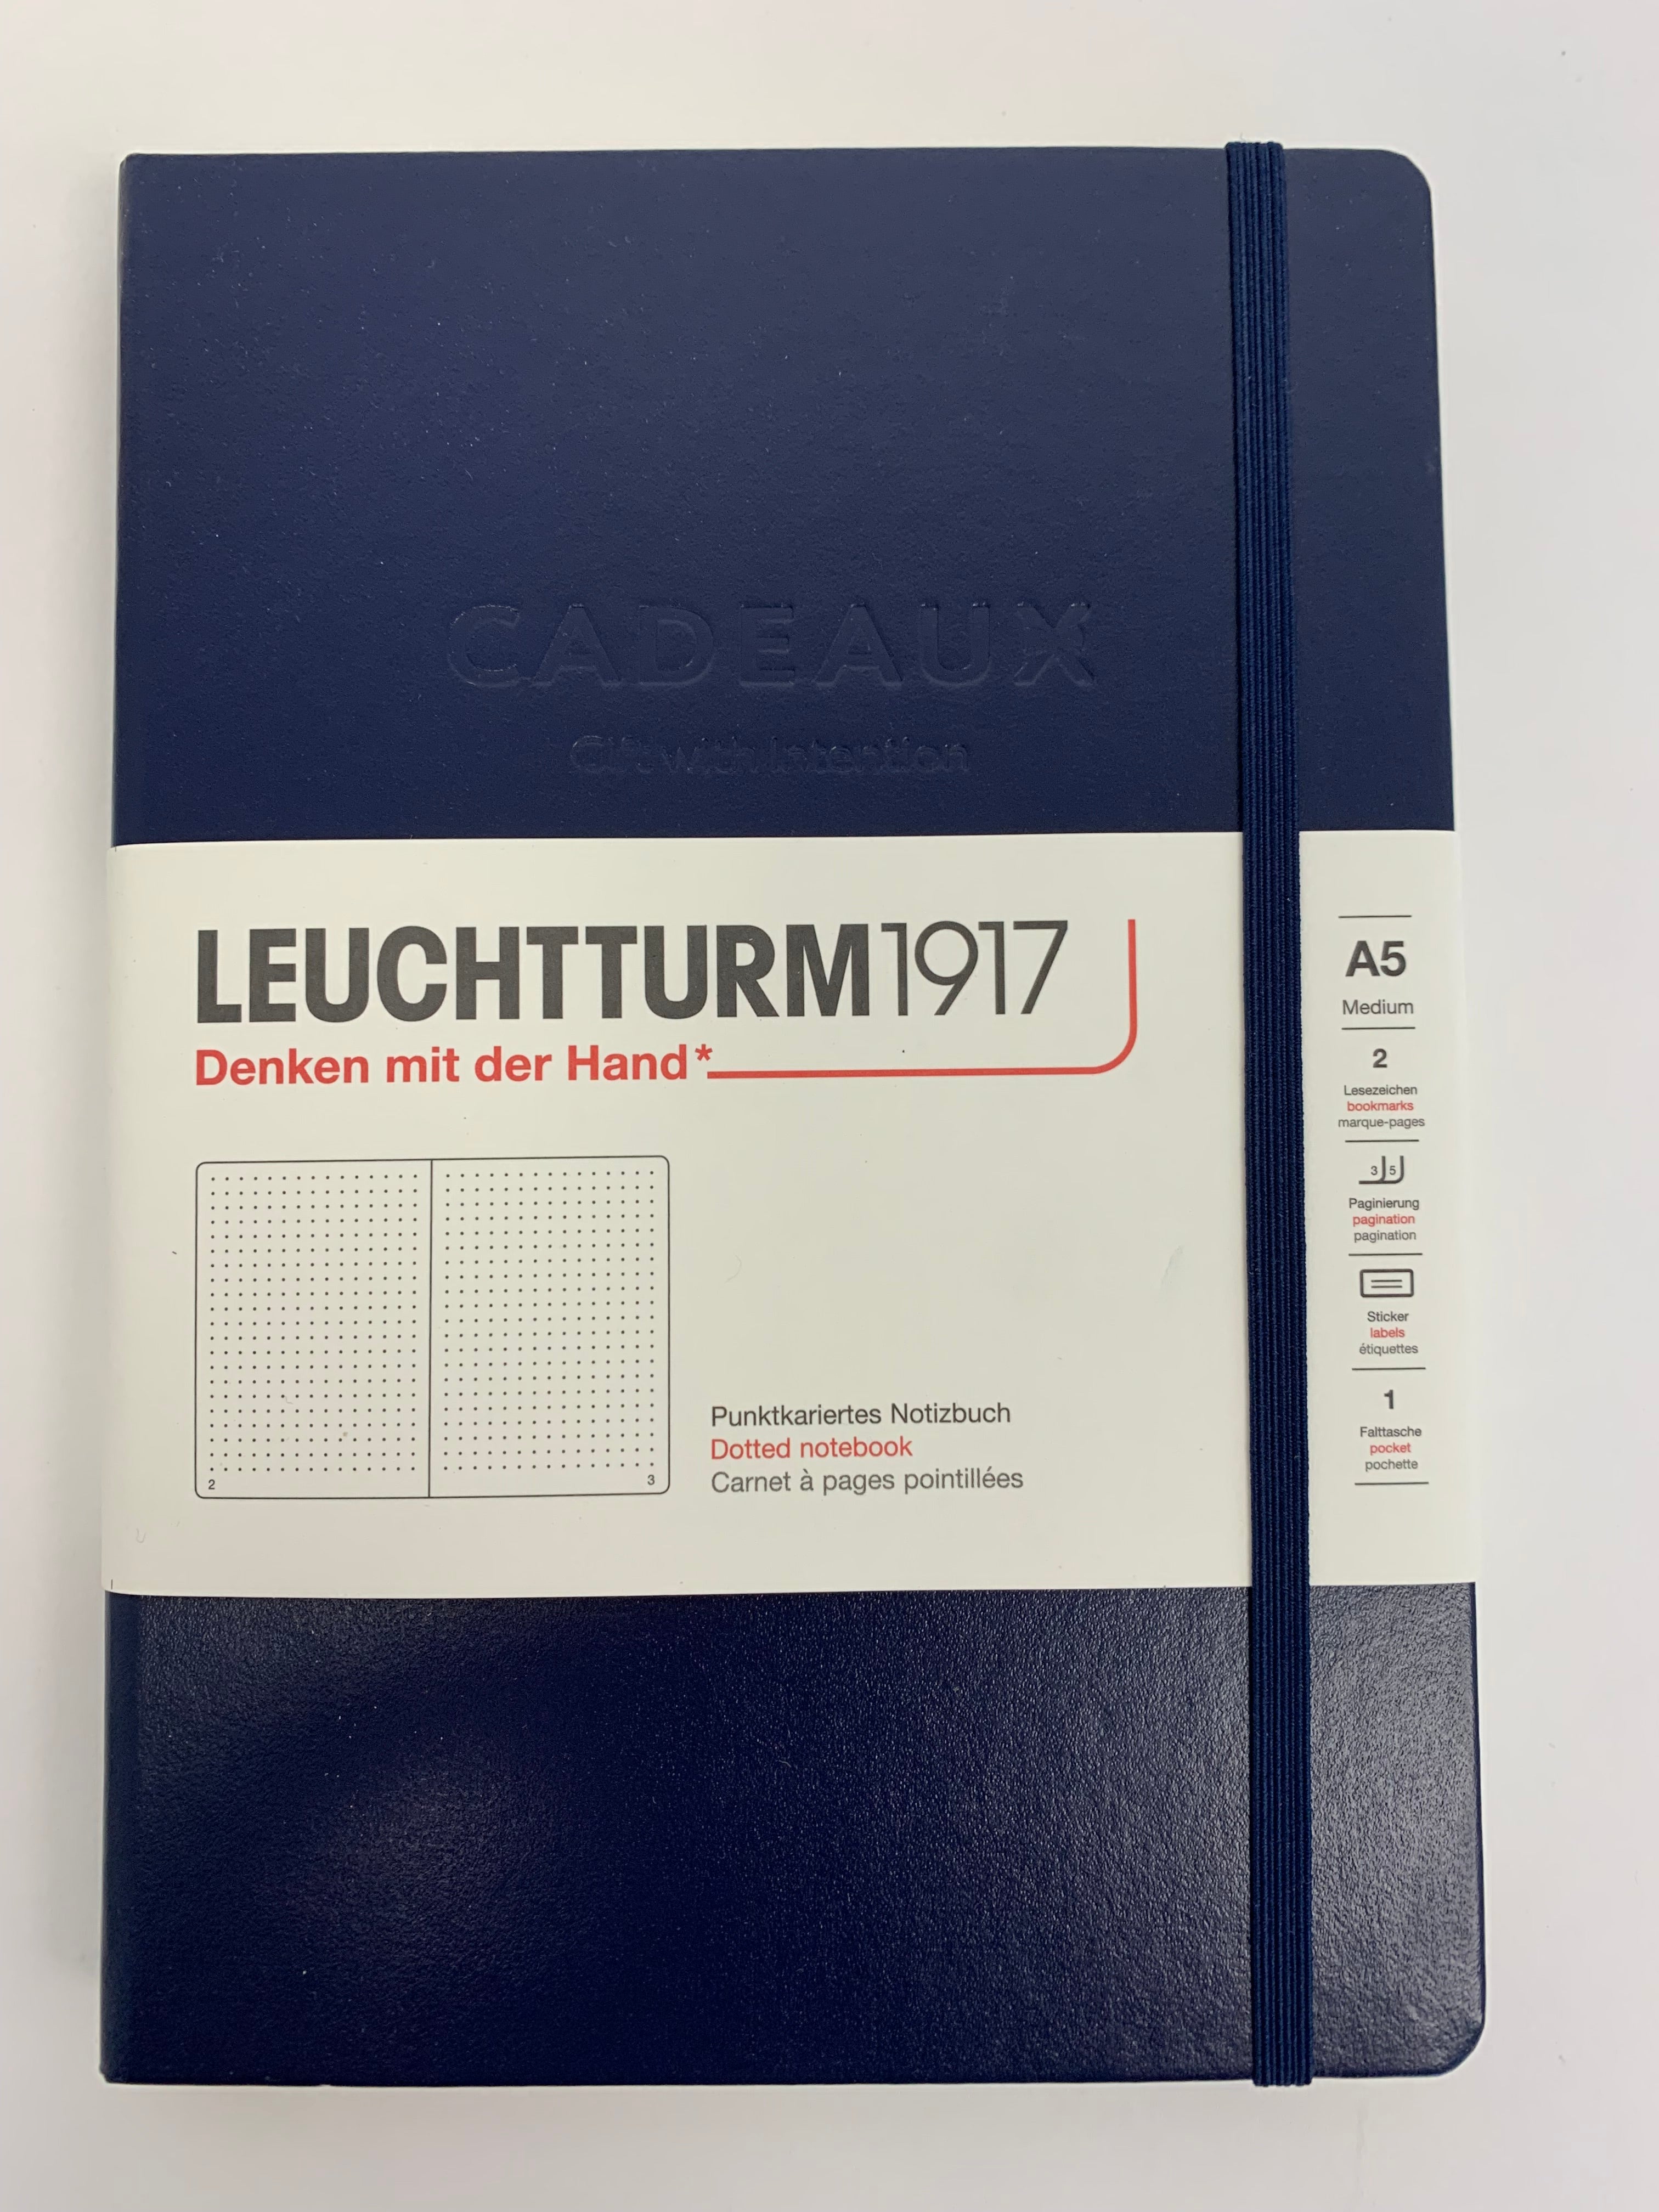 CADEAUX
Gift with Intention
LEUCHTTURM1917
Denken mit der Hand*
2
3
Punktkariertes Notizbuch
Dotted notebook
Carnet à pages pointillées
A5
Medium
2
Lesezeichen
bookmarks
marque-pages
3 5
Paginierung
pagination
pagination
Sticker
labels
étiquettes
1
Falttasche
pocket
pochette